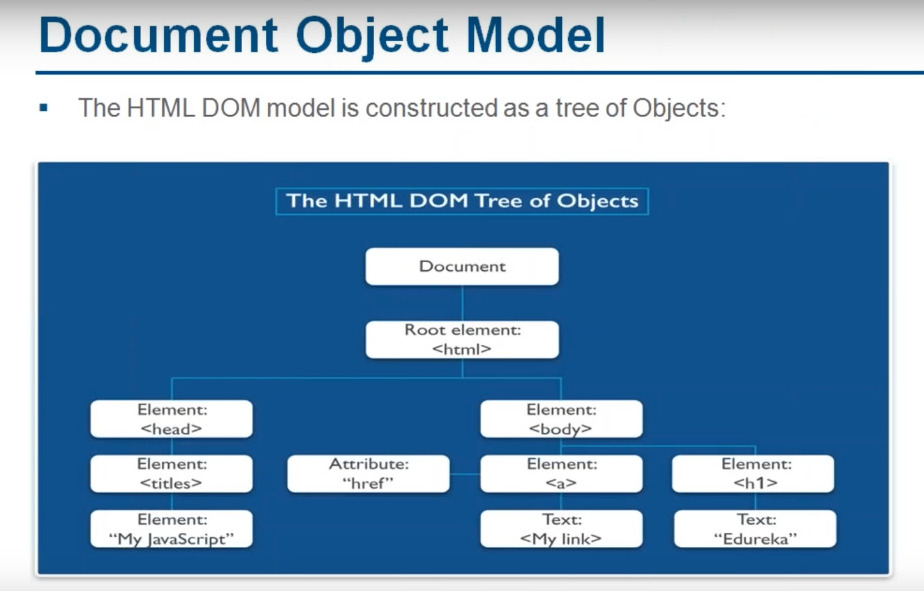 Document Object Model
▪ The HTML DOM model is constructed as a tree of Objects:
The HTML DOM Tree of Objects
Document
Root element:
<html>
Element:
<head>
Element:
<body>
Element:
<titles>
Attribute:
“href”
Element:
<a>
Element:
<h1>
Element:
“My JavaScript”
Text:
<My link>
Text:
“Edureka”